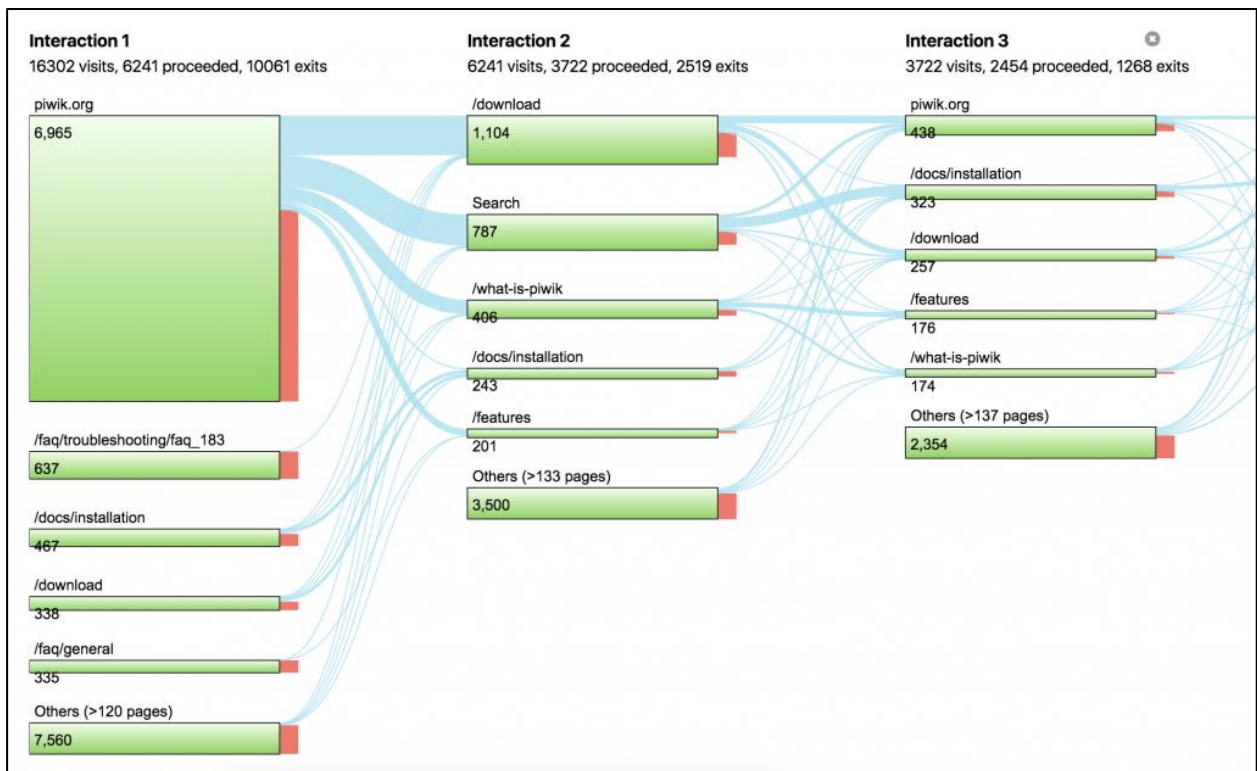 Interaction 1
16302 visits, 6241 proceeded, 10061 exits
piwik.org
6,965
/faq/troubleshooting/faq_183
637
/docs/installation
467
/download
338
/faq/general
335
Others (>120 pages)
7,560
Interaction 2
6241 visits, 3722 proceeded, 2519 exits
/download
1,104
Search
787
/what-is-piwik
406
/docs/installation
243
/features
201
Others (>133 pages)
3,500
Interaction 3
3722 visits, 2454 proceeded, 1268 exits
piwik.org
438
/docs/installation
323
/download
257
/features
176
/what-is-piwik
174
Others (>137 pages)
2,354